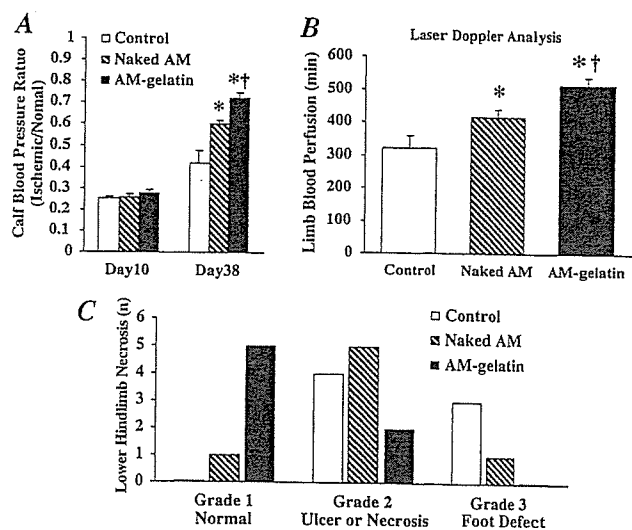 A
Control
Naked AM
AM-gelatin
Calf Blood Pressure Ratuo
(Ischemic/Nomal)
1
0.9
0.8
0.7
0.6
0.5
0.4
0.3
0.2
0.1
0
*
*†
Day10
Day38
B
Laser Doppler Analysis
Limb Blood Perfusion (min)
600
500
400
300
200
100
0
*
*†
Control
Naked AM
AM-gelatin
C
Control
Naked AM
AM-gelatin
Lower Hindlimb Necrosis (n)
6
5
4
3
2
1
0
Grade 1
Normal
Grade 2
Ulcer or Necrosis
Grade 3
Foot Defect